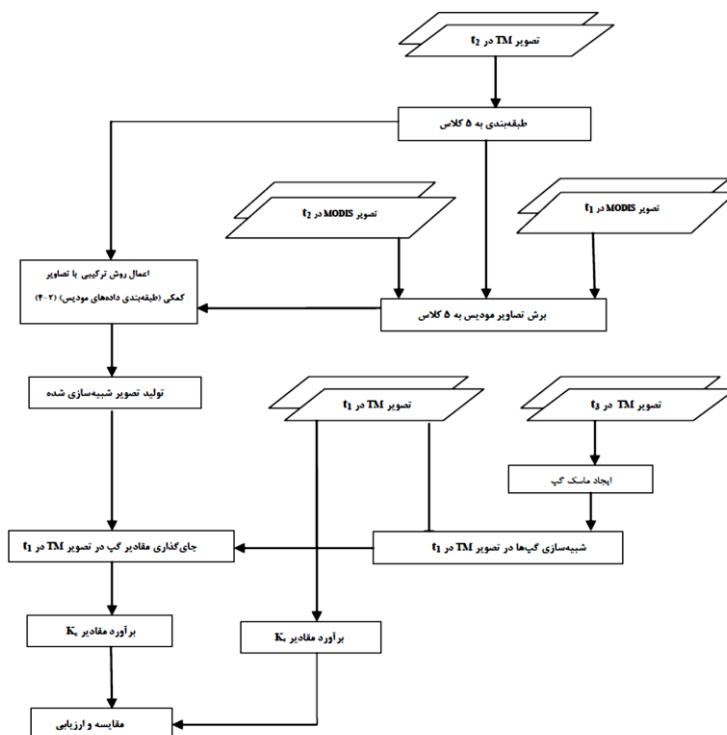 تصویر TM در t₂
طبقه‌بندی به ۵ کلاس
تصویر MODIS در t₂
تصویر MODIS در t₁
اعمال روش ترکیبی با تصاویر
کمکی (طبقه‌بندی داده‌های مودیس) (۲-۴)
برش تصاویر مودیس به ۵ کلاس
تولید تصویر شبیه‌سازی شده
تصویر TM در t₁
تصویر TM در t₃
ایجاد ماسک گپ
جای‌گذاری مقادیر گپ در تصویر TM در t₁
شبیه‌سازی گپ‌ها در تصویر TM در t₁
برآورد مقادیر Kₑ
برآورد مقادیر Kₑ
مقایسه و ارزیابی